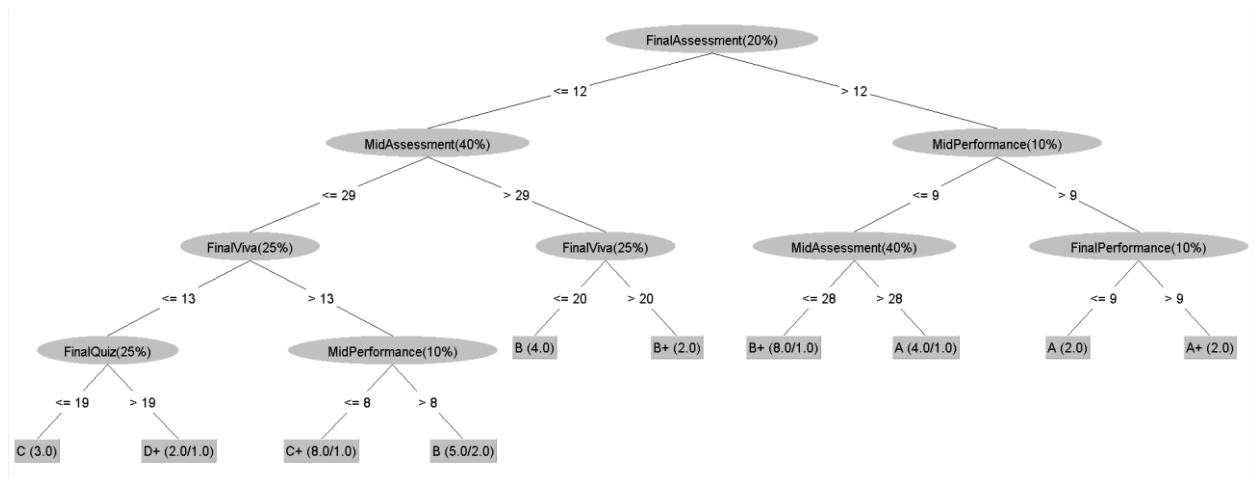 FinalAssessment(20%)
<= 12 > 12
MidAssessment(40%) MidPerformance(10%)
<= 29 > 29 <= 9 > 9
FinalViva(25%) FinalViva(25%) MidAssessment(40%) FinalPerformance(10%)
<= 13 > 13 <= 20 > 20 <= 28 > 28 <= 9 > 9
FinalQuiz(25%) MidPerformance(10%) B (4.0) B+ (2.0) B+ (8.0/1.0) A (4.0/1.0) A (2.0) A+ (2.0)
<= 19 > 19 <= 8 > 8
C (3.0) D+ (2.0/1.0) C+ (8.0/1.0) B (5.0/2.0)